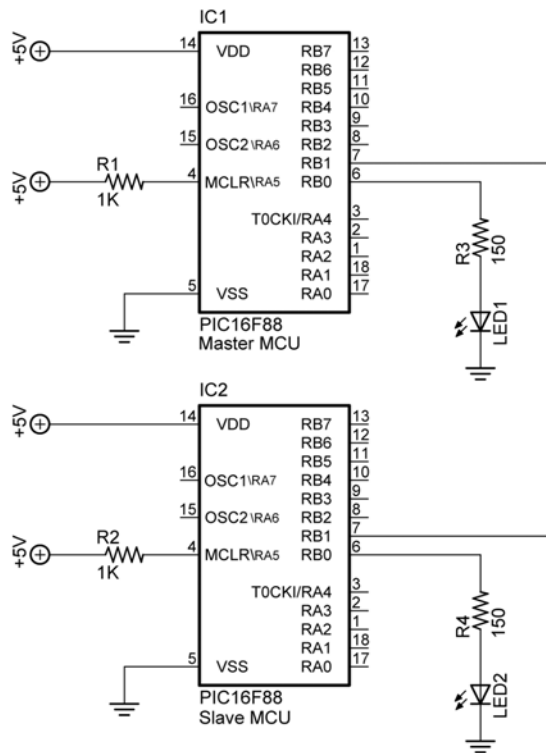 IC1
+5V
14
VDD
RB7
13
RB6
12
RB5
11
16
OSC1\RA7
RB4
10
RB3
9
15
OSC2\RA6
RB2
8
RB1
7
+5V
R1
1K
4
MCLR\RA5
RB0
6
T0CKI/RA4
3
RA3
2
RA2
1
RA1
18
5
VSS
RA0
17
R3
150
LED1
PIC16F88
Master MCU
IC2
+5V
14
VDD
RB7
13
RB6
12
RB5
11
16
OSC1\RA7
RB4
10
RB3
9
15
OSC2\RA6
RB2
8
RB1
7
+5V
R2
1K
4
MCLR\RA5
RB0
6
T0CKI/RA4
3
RA3
2
RA2
1
RA1
18
5
VSS
RA0
17
R4
150
LED2
PIC16F88
Slave MCU